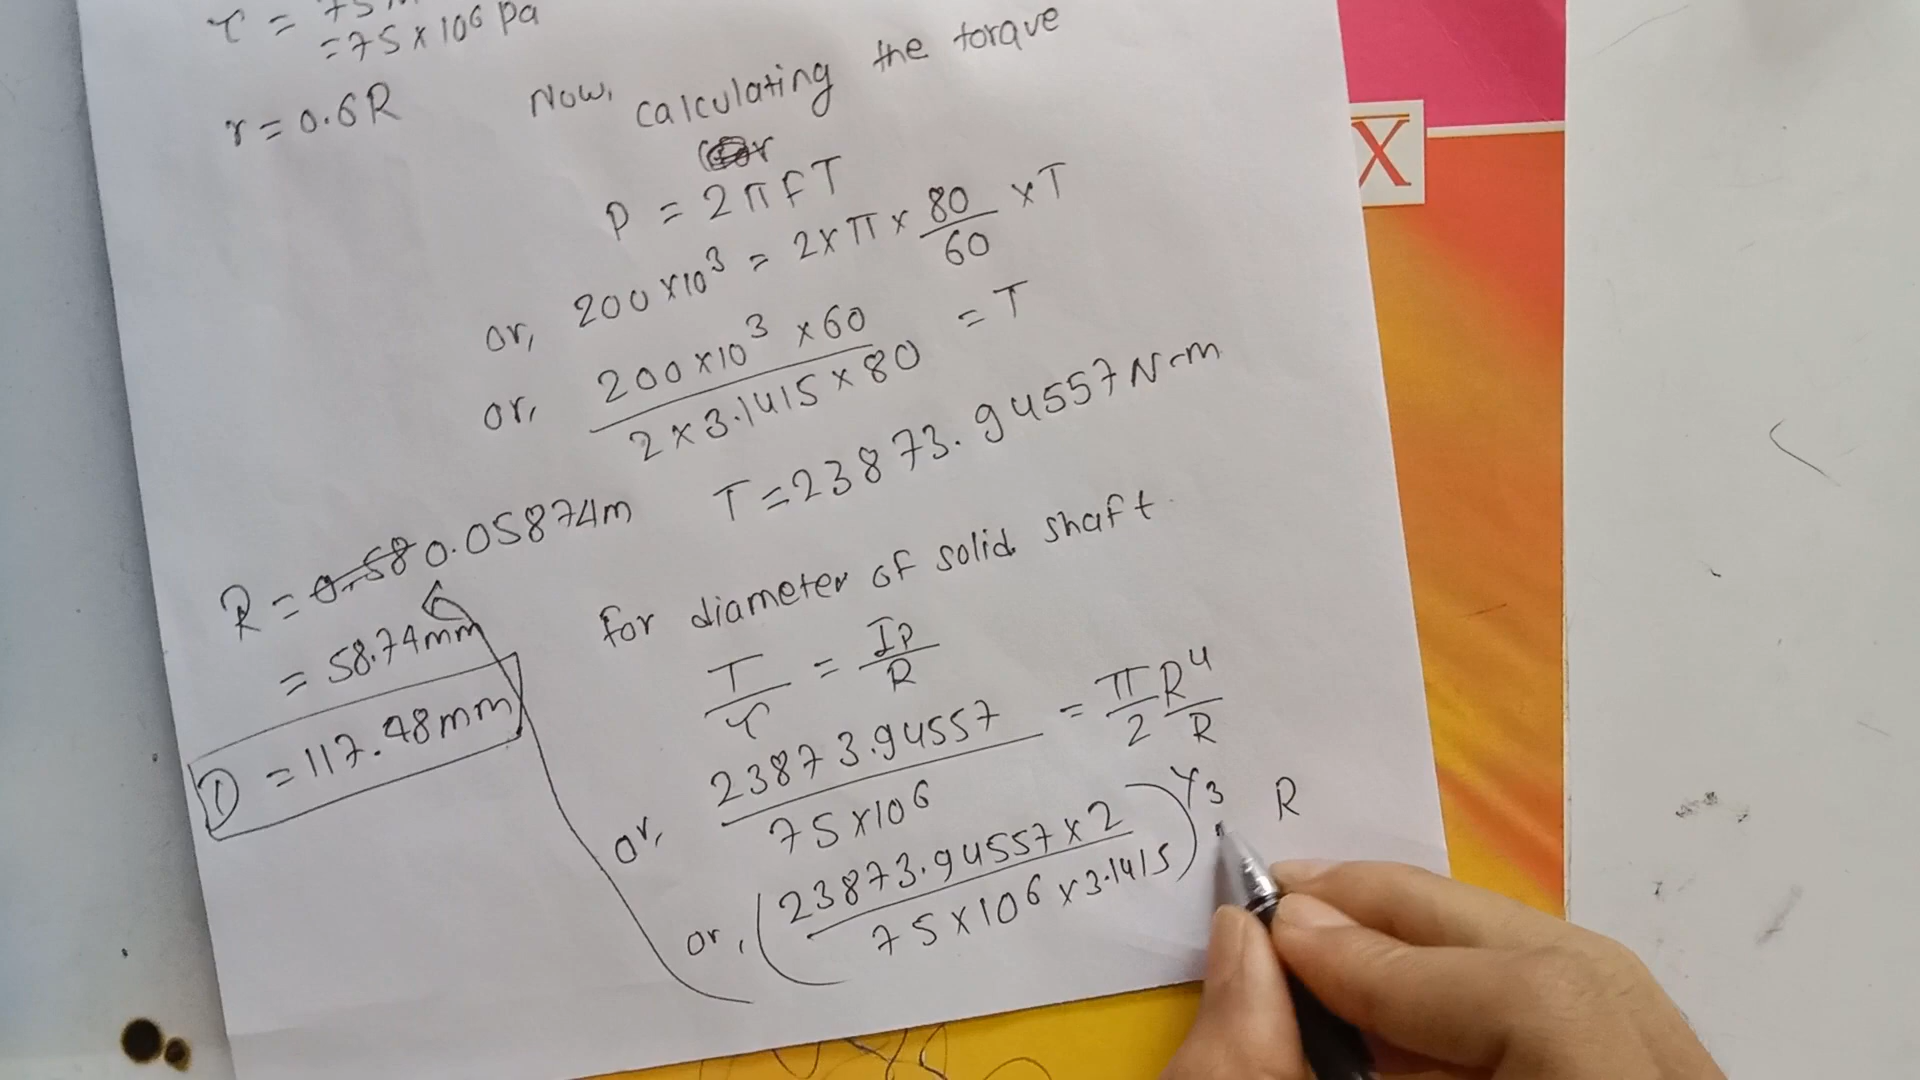 τ = 75
= 75 × 10⁶ Pa
r = 0.6R
Now, calculating the torque
P = 2πFT
or, 200×10³ = 2×π×80/60 ×T
or, 200×10³×60/2×3.1415×80 = T
T = 23873.94557 N-m
For diameter of solid shaft
T/τ = Ip/R
or, 23873.94557/75×10⁶ = π/2 R⁴/R
or, (23873.94557×2/75×10⁶×3.1415)^1/3 R
R = 0.58 0.05874m
= 58.74mm
D = 117.48mm
X